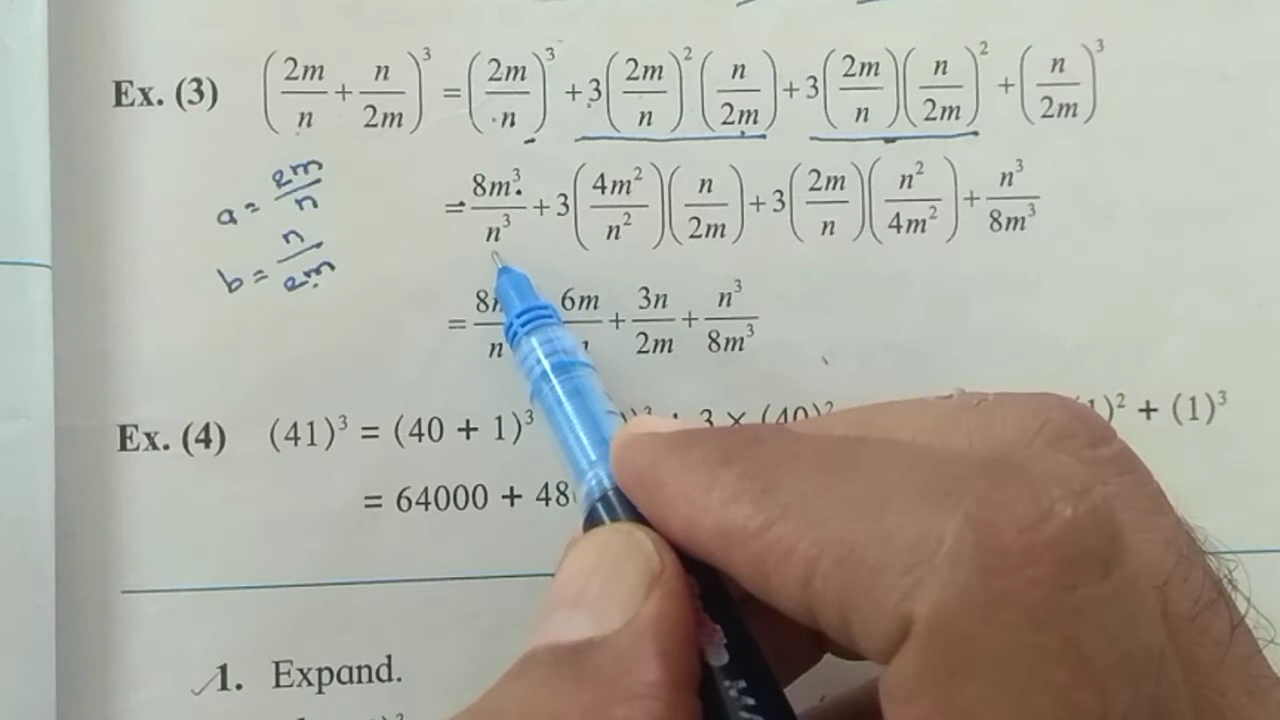 Ex. (3) (2m/n + n/2m)³ = (2m/n)³ + 3(2m/n)²(n/2m) + 3(2m/n)(n/2m)² + (n/2m)³
a = 2m/n
= 8m³/n³ + 3(4m²/n²)(n/2m) + 3(2m/n)(n²/4m²) + n³/8m³
b = n/2m
= 8 n 6m + 3n/2m + n³/8m³
Ex. (4) (41)³ = (40 + 1)³ 3 × (40)² )² + (1)³
= 64000 + 48
1. Expand.